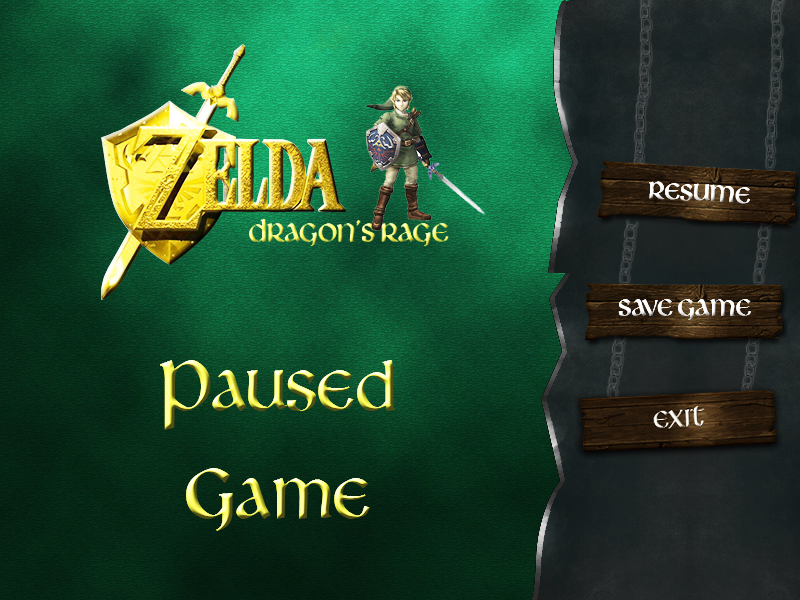 ZELDA
DRAGON'S RAGE
PAUSED
GAME
RESUME
SAVE GAME
EXIT